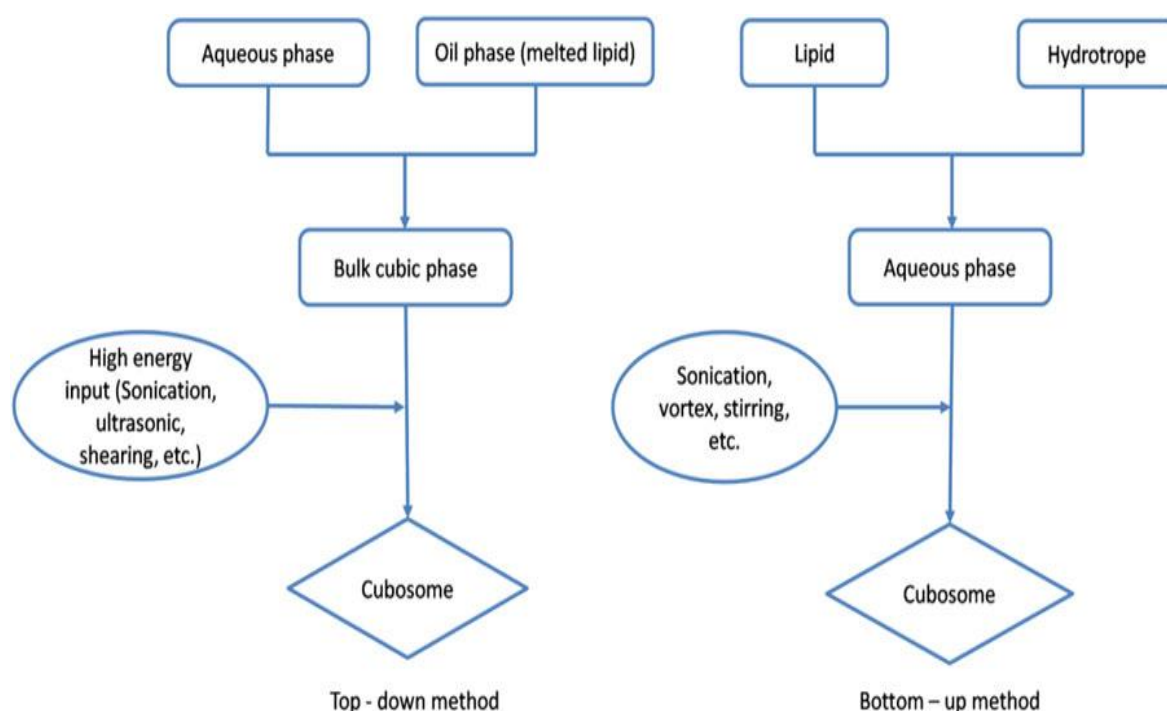 Aqueous phase
Oil phase (melted lipid)
Bulk cubic phase
High energy
input (Sonication,
ultrasonic,
shearing, etc.)
Cubosome
Top - down method
Lipid
Hydrotrope
Aqueous phase
Sonication,
vortex, stirring,
etc.
Cubosome
Bottom – up method